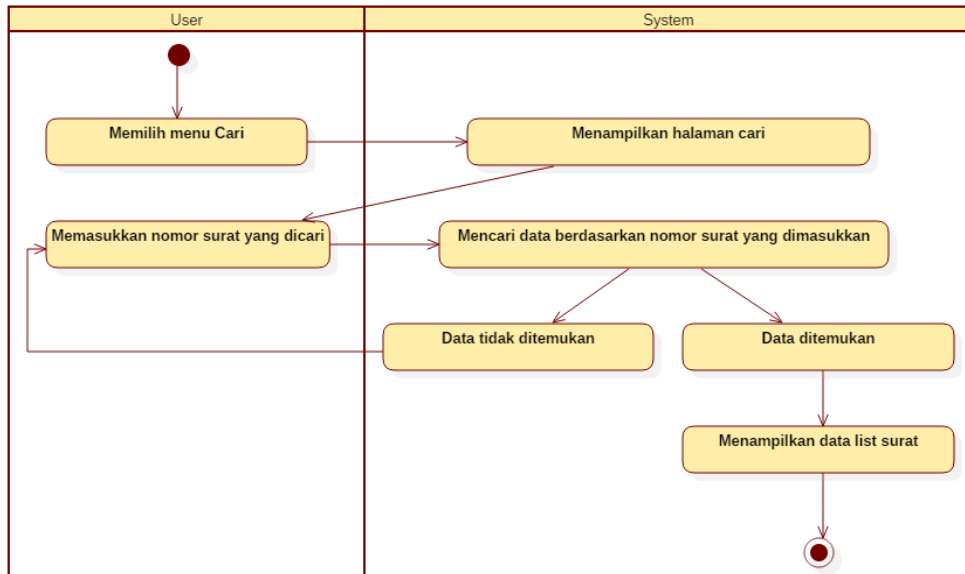 User
System
Memilih menu Cari
Menampilkan halaman cari
Memasukkan nomor surat yang dicari
Mencari data berdasarkan nomor surat yang dimasukkan
Data tidak ditemukan
Data ditemukan
Menampilkan data list surat